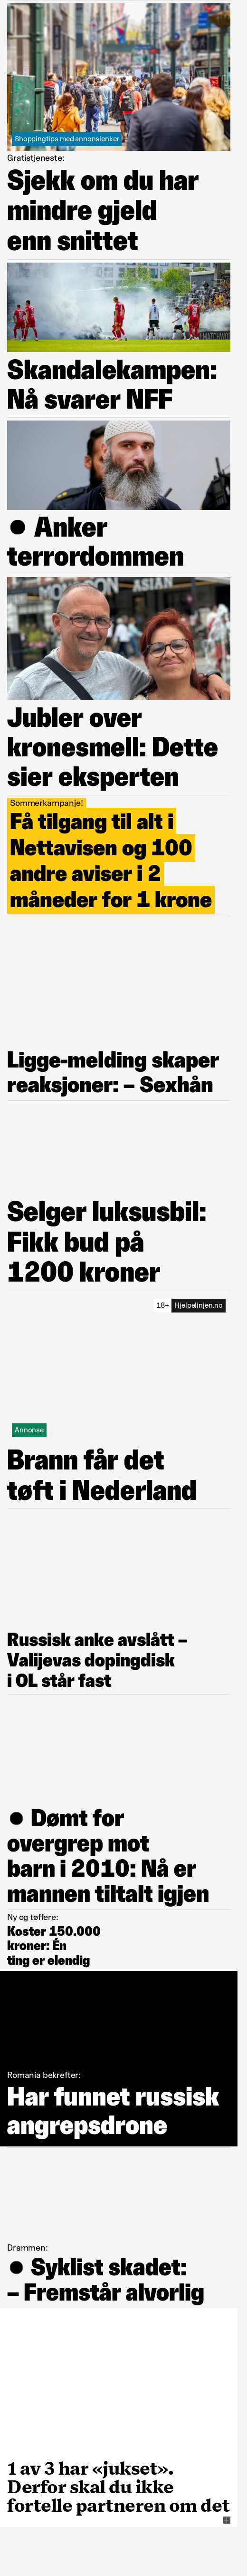 Shoppingtips med annonslenker
Gratistjeneste:
Sjekk om du har
mindre gjeld
enn snittet
Skandalekampen:
Nå svarer NFF
● Anker
terrordommen
Jubler over
kronesmell: Dette
sier eksperten
Sommerkampanje!
Få tilgang til alt i
Nettavisen og 100
andre aviser i 2
måneder for 1 krone
Ligge-melding skaper
reaksjoner: – Sexhån
Selger luksusbil:
Fikk bud på
1200 kroner
18+ Hjelpelinjen.no
Annonse
Brann får det
tøft i Nederland
Russisk anke avslått –
Valijevas dopingdisk
i OL står fast
● Dømt for
overgrep mot
barn i 2010: Nå er
mannen tiltalt igjen
Ny og tøffere:
Koster 150.000
kroner: Én
ting er elendig
Romania bekrefter:
Har funnet russisk
angrepsdrone
Drammen:
● Syklist skadet:
– Fremstår alvorlig
1 av 3 har «jukset».
Derfor skal du ikke
fortelle partneren om det